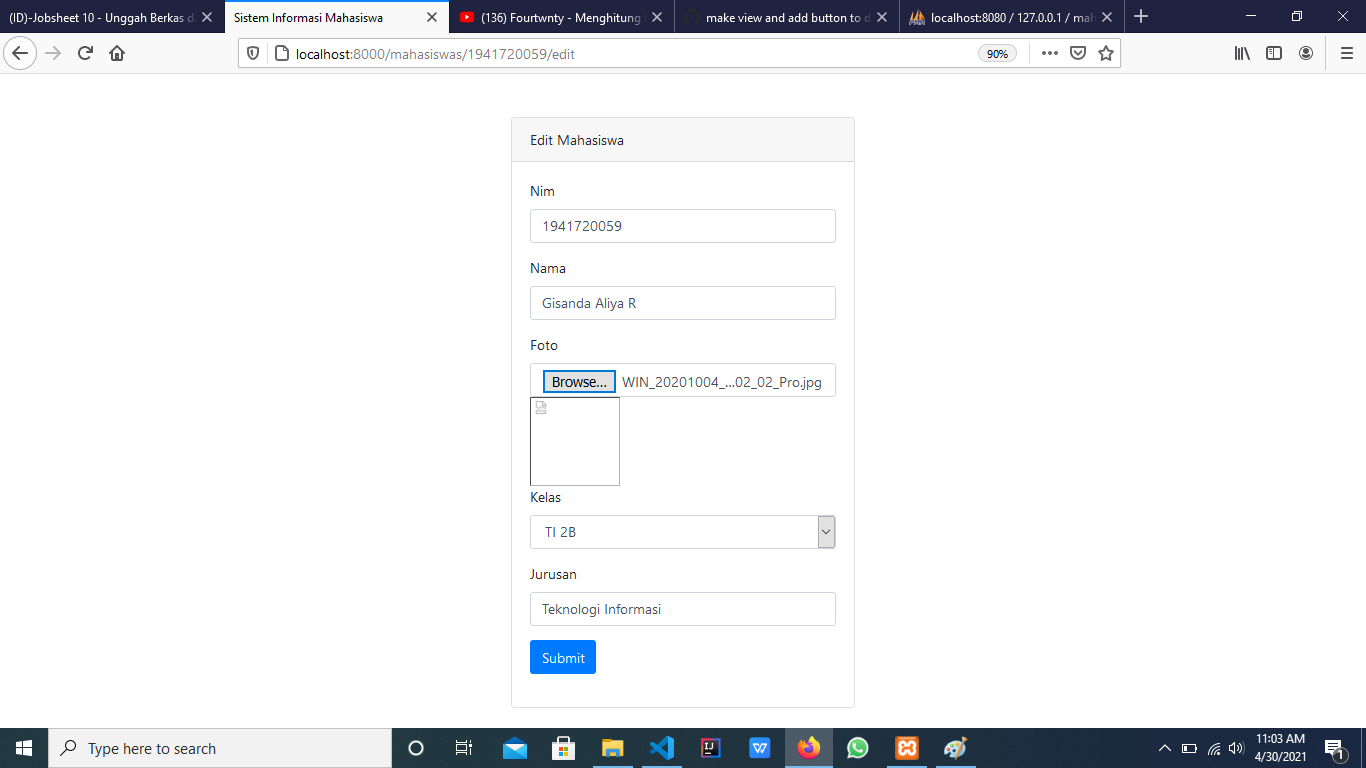 (ID)-Jobsheet 10 - Unggah Berkas d
Sistem Informasi Mahasiswa
(136) Fourtwnty - Menghitung
make view and add button to d
localhost:8080 / 127.0.0.1 / mah
localhost:8000/mahasiswas/1941720059/edit
90%
Edit Mahasiswa
Nim
1941720059
Nama
Gisanda Aliya R
Foto
Browse... WIN_20201004_...02_02_Pro.jpg
Kelas
TI 2B
Jurusan
Teknologi Informasi
Submit
Type here to search
11:03 AM
4/30/2021
1